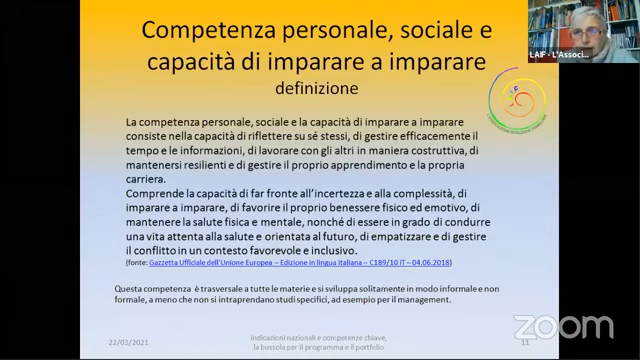 Competenza personale, sociale e
capacità di imparare a imparare
definizione
LAIF - L'Associ...
La competenza personale, sociale e la capacità di imparare a imparare
consiste nella capacità di riflettere su sé stessi, di gestire efficacemente il
tempo e le informazioni, di lavorare con gli altri in maniera costruttiva, di
mantenersi resilienti e di gestire il proprio apprendimento e la propria
carriera.
Comprende la capacità di far fronte all'incertezza e alla complessità, di
imparare a imparare, di favorire il proprio benessere fisico ed emotivo, di
mantenere la salute fisica e mentale, nonché di essere in grado di condurre
una vita attenta alla salute e orientata al futuro, di empatizzare e di gestire
il conflitto in un contesto favorevole e inclusivo.
(fonte: Gazzetta Ufficiale dell'Unione Europea – Edizione in lingua italiana – C189/10 IT – 04.06.2018)
Questa competenza è trasversale a tutte le materie e si sviluppa solitamente in modo informale e non
formale, a meno che non si intraprendano studi specifici, ad esempio per il management.
22/03/2021
Indicazioni nazionali e competenze chiave,
la bussola per il programma e il portfolio
11
zoom